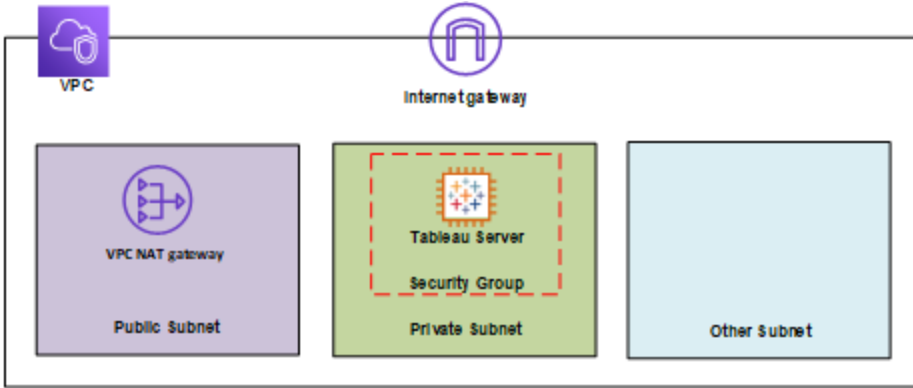 VPC
Internet gateway
VPC NAT gateway
Public Subnet
Tableau Server
Security Group
Private Subnet
Other Subnet